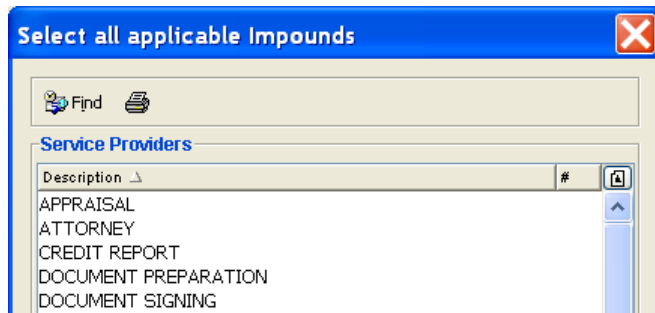 Select all applicable Impounds
Find
Service Providers
Description #
APPRAISAL
ATTORNEY
CREDIT REPORT
DOCUMENT PREPARATION
DOCUMENT SIGNING